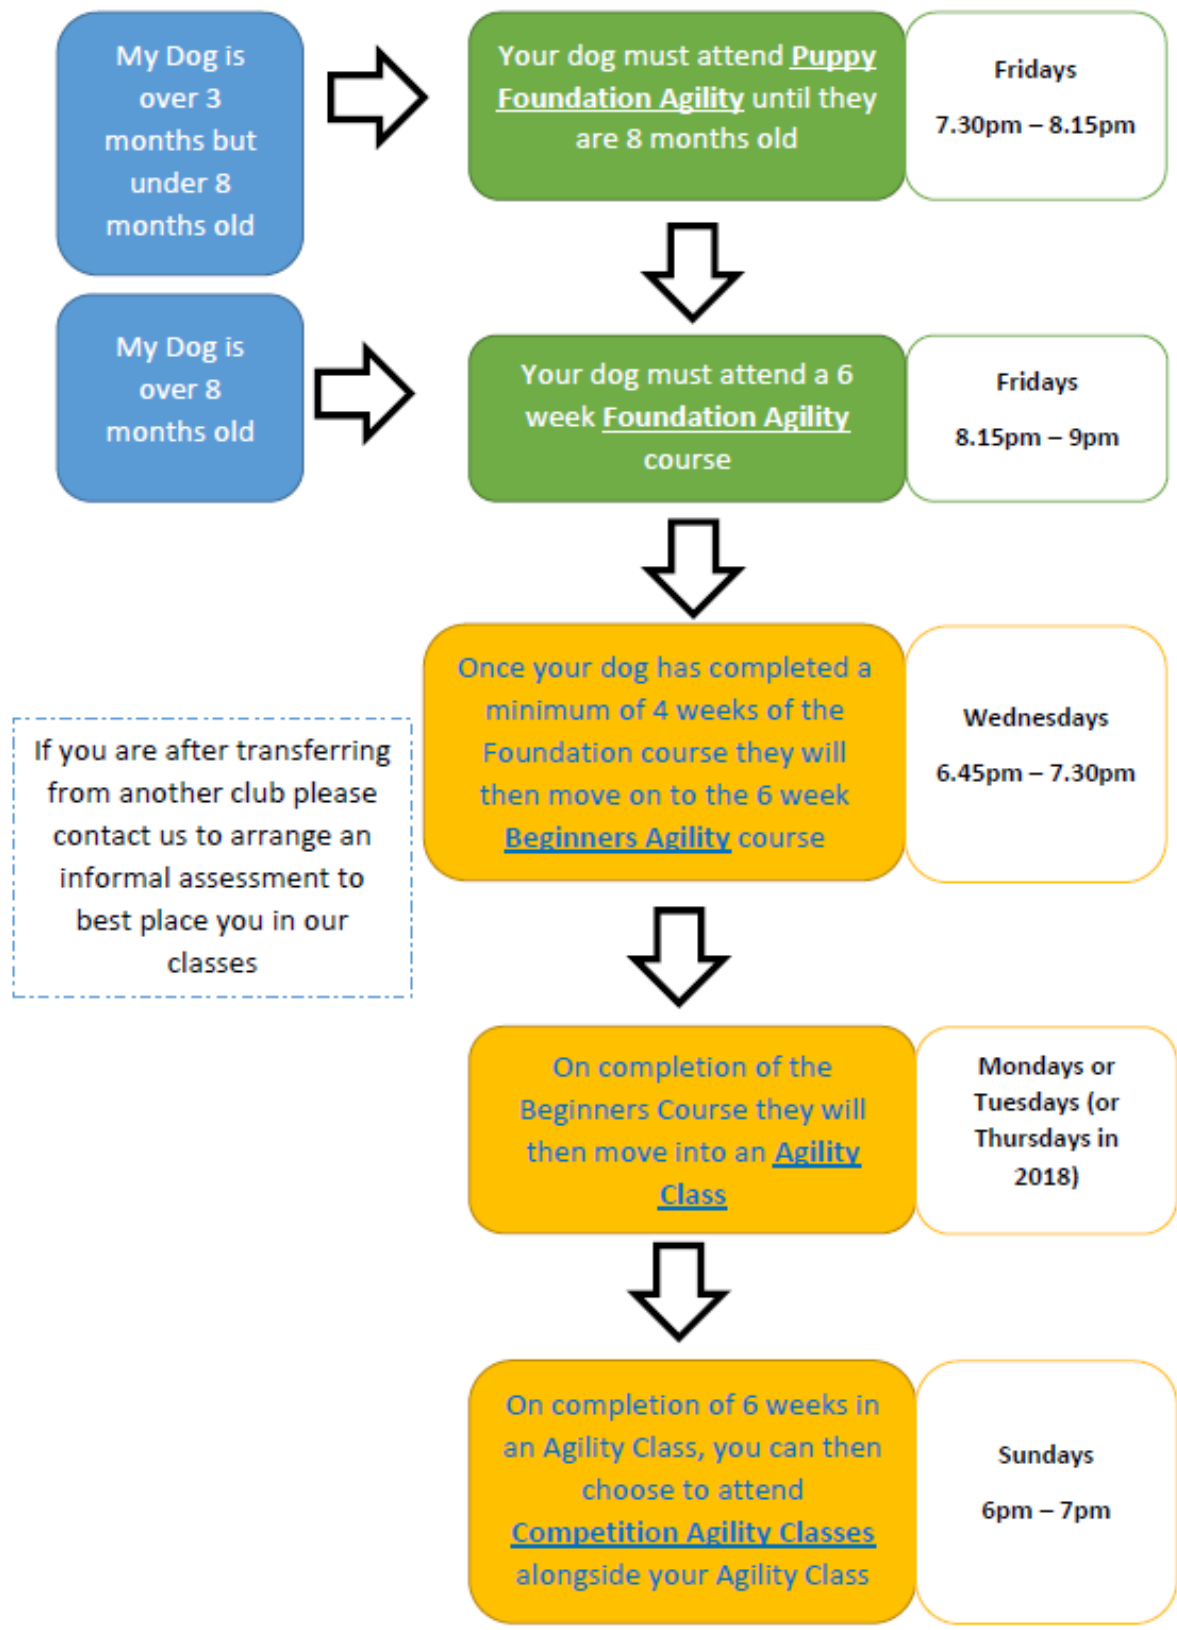 My Dog is
over 3
months but
under 8
months old
Your dog must attend Puppy
Foundation Agility until they
are 8 months old
Fridays
7.30pm – 8.15pm
My Dog is
over 8
months old
Your dog must attend a 6
week Foundation Agility
course
Fridays
8.15pm – 9pm
Once your dog has completed a
minimum of 4 weeks of the
Foundation course they will
then move on to the 6 week
Beginners Agility course
Wednesdays
6.45pm – 7.30pm
If you are after transferring
from another club please
contact us to arrange an
informal assessment to
best place you in our
classes
On completion of the
Beginners Course they will
then move into an Agility
Class
Mondays or
Tuesdays (or
Thursdays in
2018)
On completion of 6 weeks in
an Agility Class, you can then
choose to attend
Competition Agility Classes
alongside your Agility Class
Sundays
6pm – 7pm